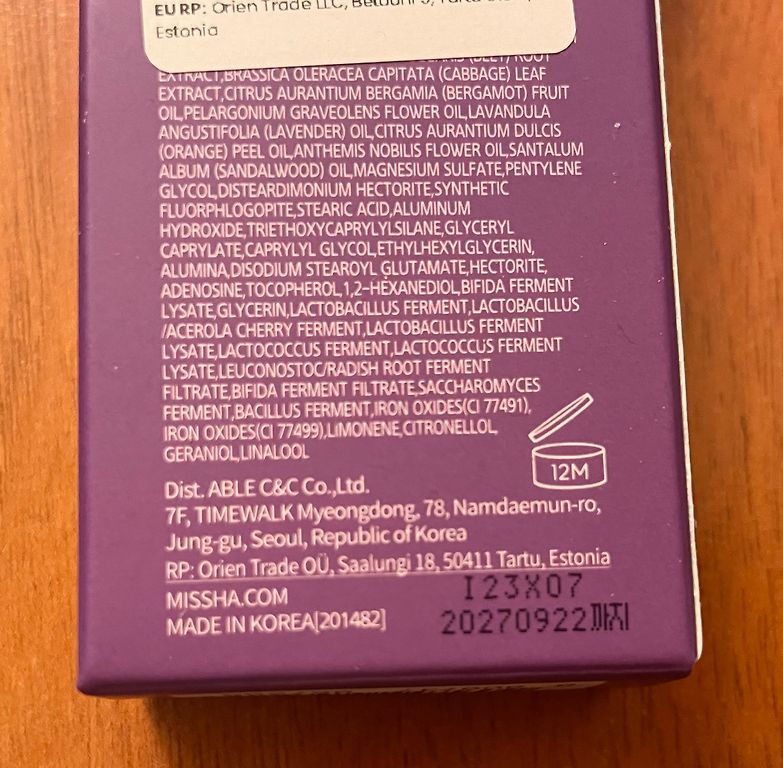 EU RP: Orien Trade LLC,
Estonia
(BEET) ROOT
EXTRACT,BRASSICA OLERACEA CAPITATA (CABBAGE) LEAF
EXTRACT,CITRUS AURANTIUM BERGAMIA (BERGAMOT) FRUIT
OIL,PELARGONIUM GRAVEOLENS FLOWER OIL,LAVANDULA
ANGUSTIFOLIA (LAVENDER) OIL,CITRUS AURANTIUM DULCIS
(ORANGE) PEEL OIL,ANTHEMIS NOBILIS FLOWER OIL,SANTALUM
ALBUM (SANDALWOOD) OIL,MAGNESIUM SULFATE,PENTYLENE
GLYCOL,DISTEARDIMONIUM HECTORITE,SYNTHETIC
FLUORPHLOGOPITE,STEARIC ACID,ALUMINUM
HYDROXIDE,TRIETHOXYCAPRYLYLSILANE,GLYCERYL
CAPRYLATE,CAPRYLYL GLYCOL,ETHYLHEXYLGLYCERIN,
ALUMINA,DISODIUM STEAROYL GLUTAMATE,HECTORITE,
ADENOSINE,TOCOPHEROL,1,2-HEXANEDIOL,BIFIDA FERMENT
LYSATE,GLYCERIN,LACTOBACILLUS FERMENT,LACTOBACILLUS
/ACEROLA CHERRY FERMENT,LACTOBACILLUS FERMENT
LYSATE,LACTOCOCCUS FERMENT,LACTOCOCCUS FERMENT
LYSATE,LEUCONOSTOC/RADISH ROOT FERMENT
FILTRATE,BIFIDA FERMENT FILTRATE,SACCHAROMYCES
FERMENT,BACILLUS FERMENT,IRON OXIDES(CI 77491),
IRON OXIDES(CI 77499),LIMONENE,CITRONELLOL,
GERANIOL,LINALOOL
12M
Dist. ABLE C&C Co.,Ltd.
7F, TIMEWALK Myeongdong, 78, Namdaemun-ro,
Jung-gu, Seoul, Republic of Korea
RP: Orien Trade OÜ, Saalungi 18, 50411 Tartu, Estonia
MISSHA.COM
MADE IN KOREA[201482]
I23X07
20270922까지